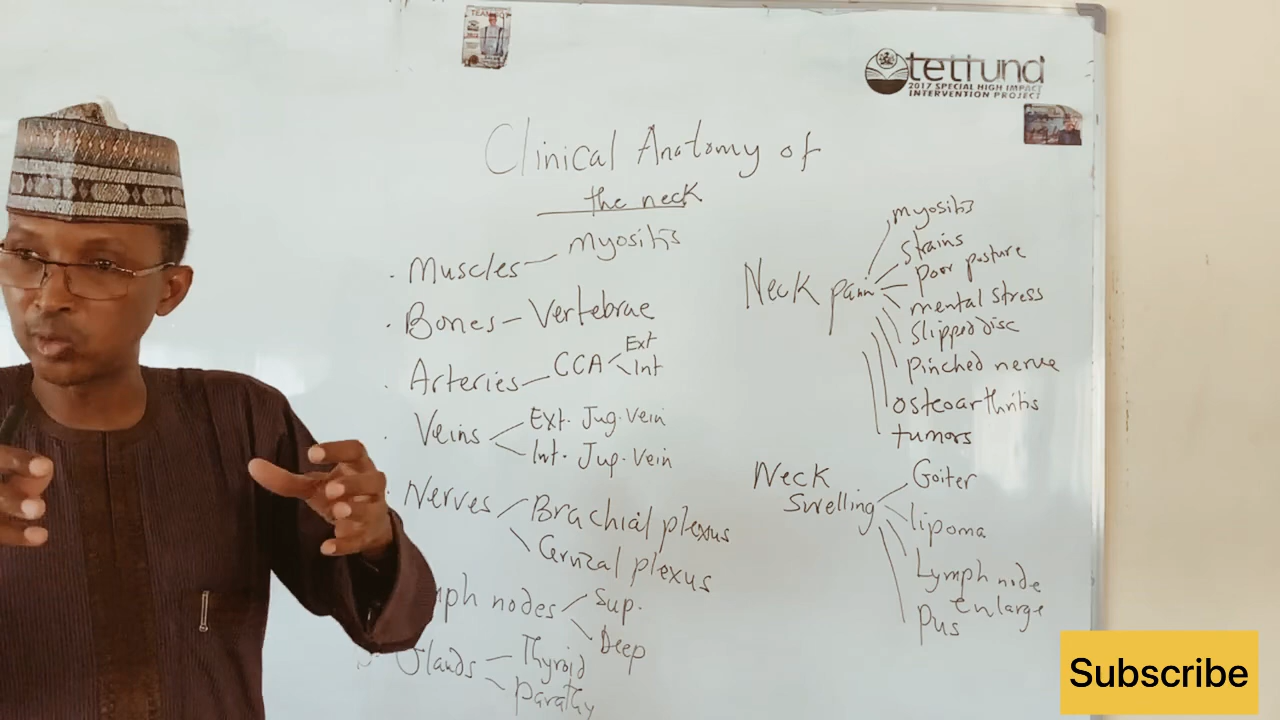 tetfund
2017 SPECIAL HIGH IMPACT
INTERVENTION PROJECT
Clinical Anatomy of
the neck
. Muscles - myositis
. Bones - Vertebrae
. Arteries - CCA < Ext
Int
. Veins < Ext. Jug. Vein
Int. Jug. Vein
. Nerves < Brachial plexus
Cervical plexus
mph nodes < Sup.
Deep
Glands - Thyroid
parathy
Neck pain
myositis
Strains
Poor posture
mental stress
Slipped disc
Pinched nerve
osteoarthritis
tumors
Neck
Swelling
Goiter
lipoma
Lymph node
enlarge
Pus
Subscribe